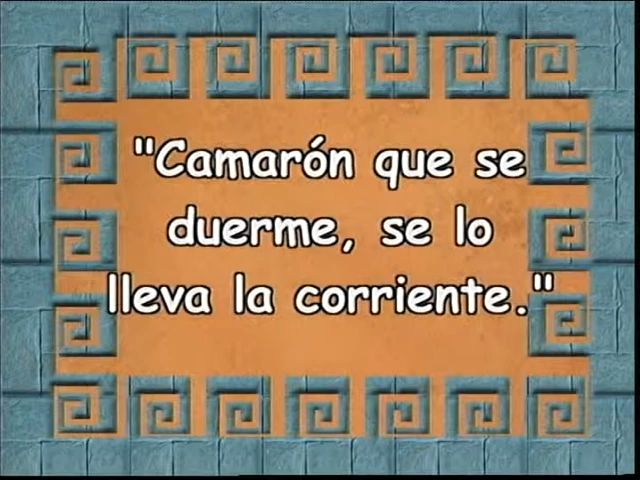 "Camarón que se
duerme, se lo
lleva la corriente."